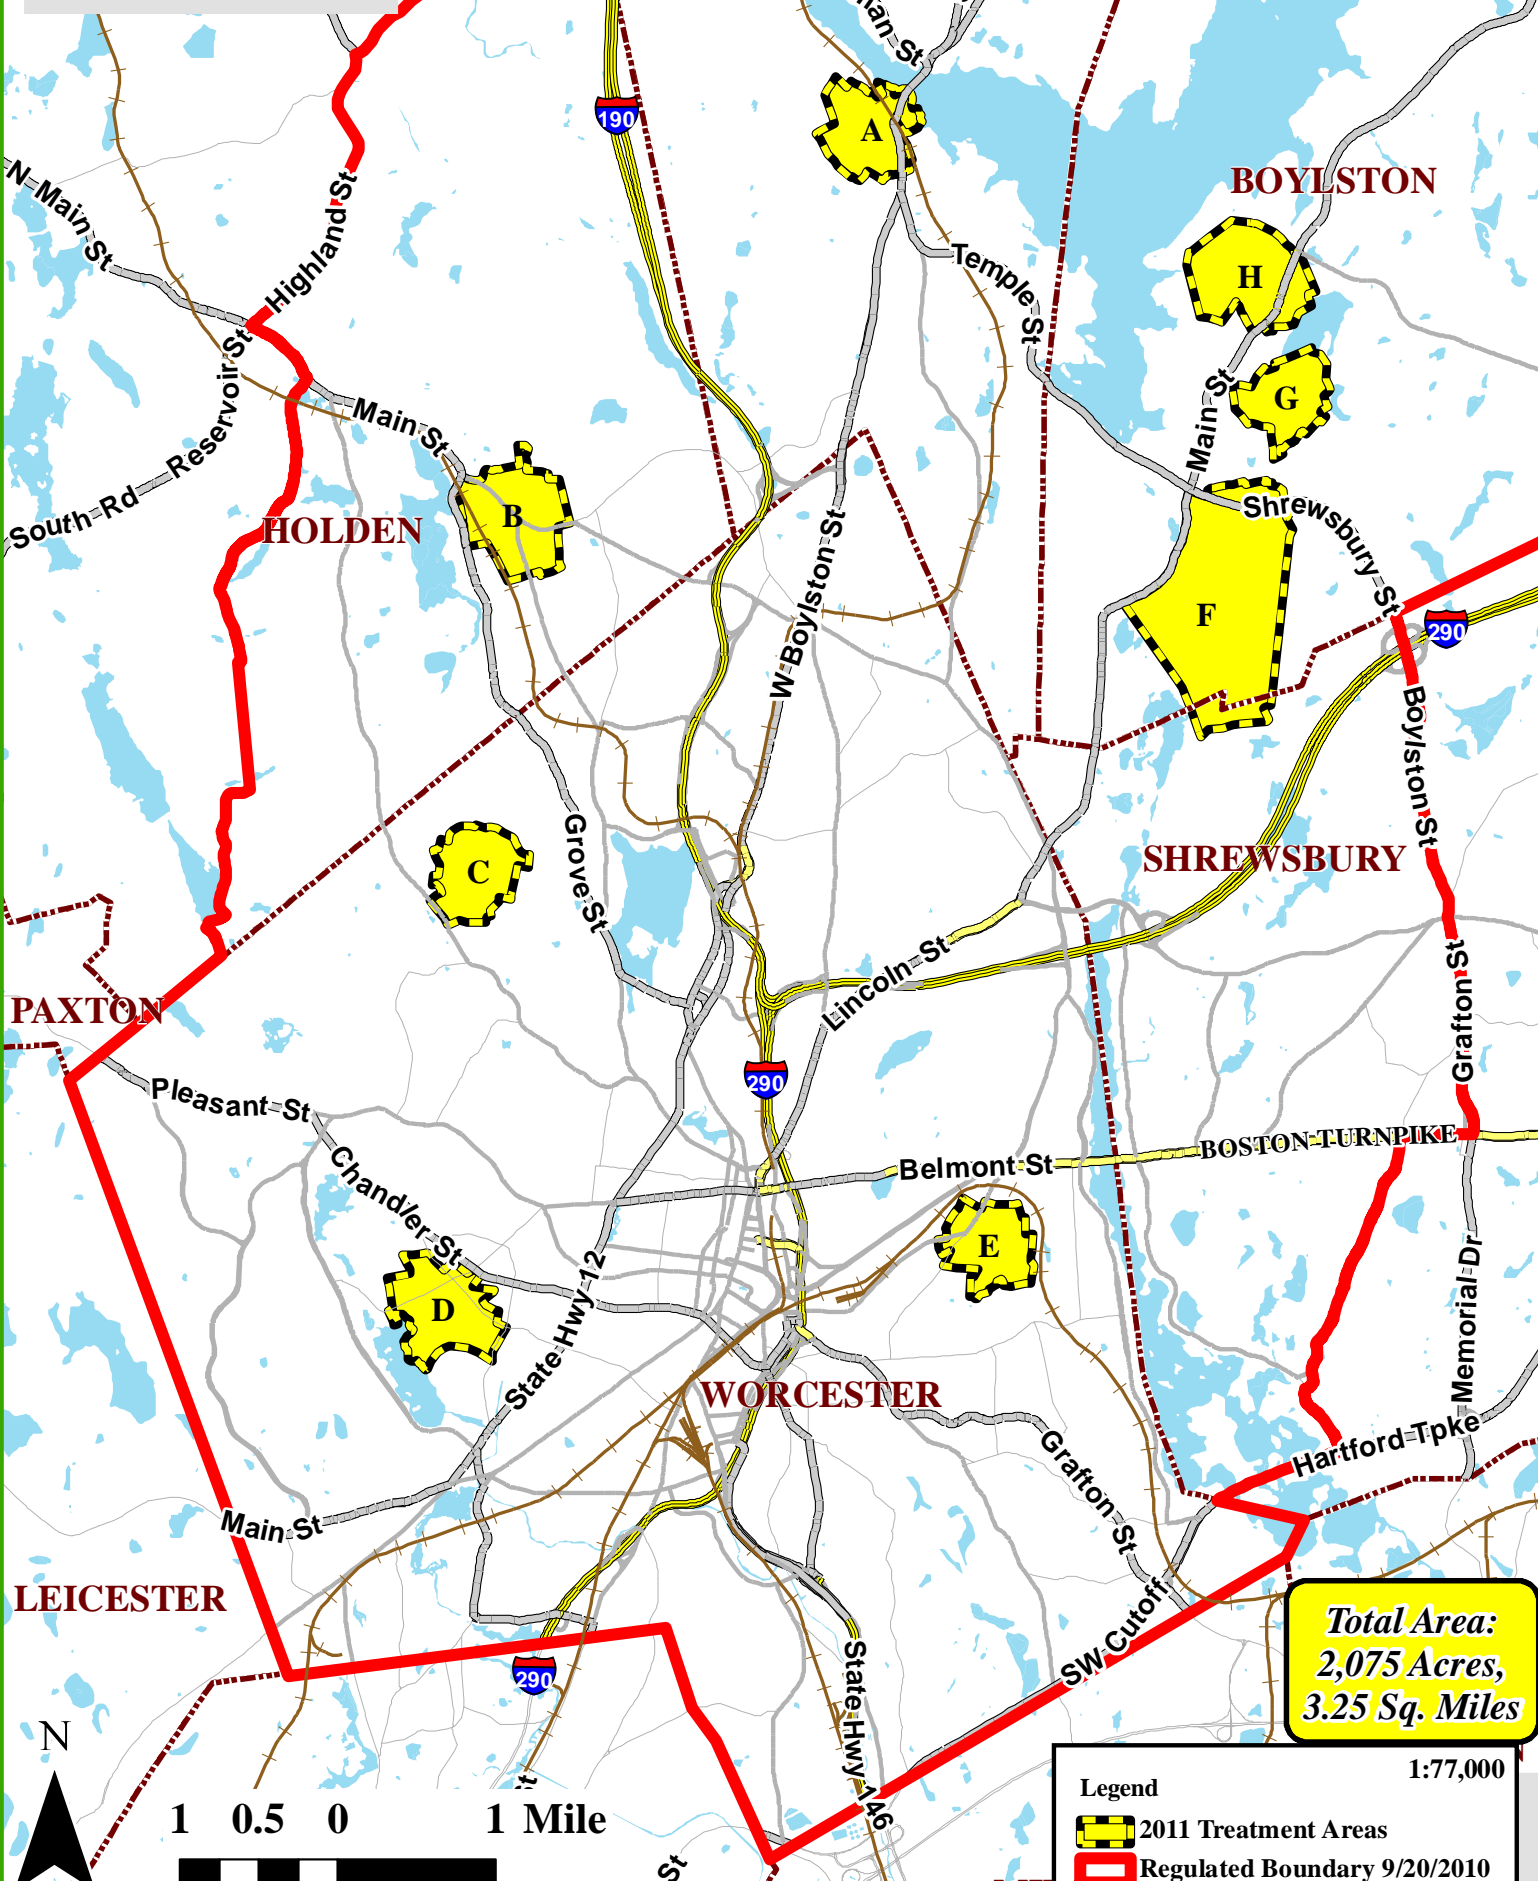 man St
190
A
BOYLSTON
N Main St
Highland St
Temple St
H
Reservoir St
Main St
Main St
G
South Rd
HOLDEN
B
W Boylston St
Shrewsbury St
F
290
Boylston St
Grove St
C
SHREWSBURY
Lincoln St
Grafton St
PAXTON
290
Pleasant St
BOSTON TURNPIKE
Belmont St
Chandler St
E
D
State Hwy 12
Memorial Dr
WORCESTER
Hartford Tpke
Grafton St
Main St
LEICESTER
SW Cutoff
290
State Hwy 146
Total Area:
2,075 Acres,
3.25 Sq. Miles
N
St
St
1 0.5 0 1 Mile
1:77,000
Legend
2011 Treatment Areas
Regulated Boundary 9/20/2010